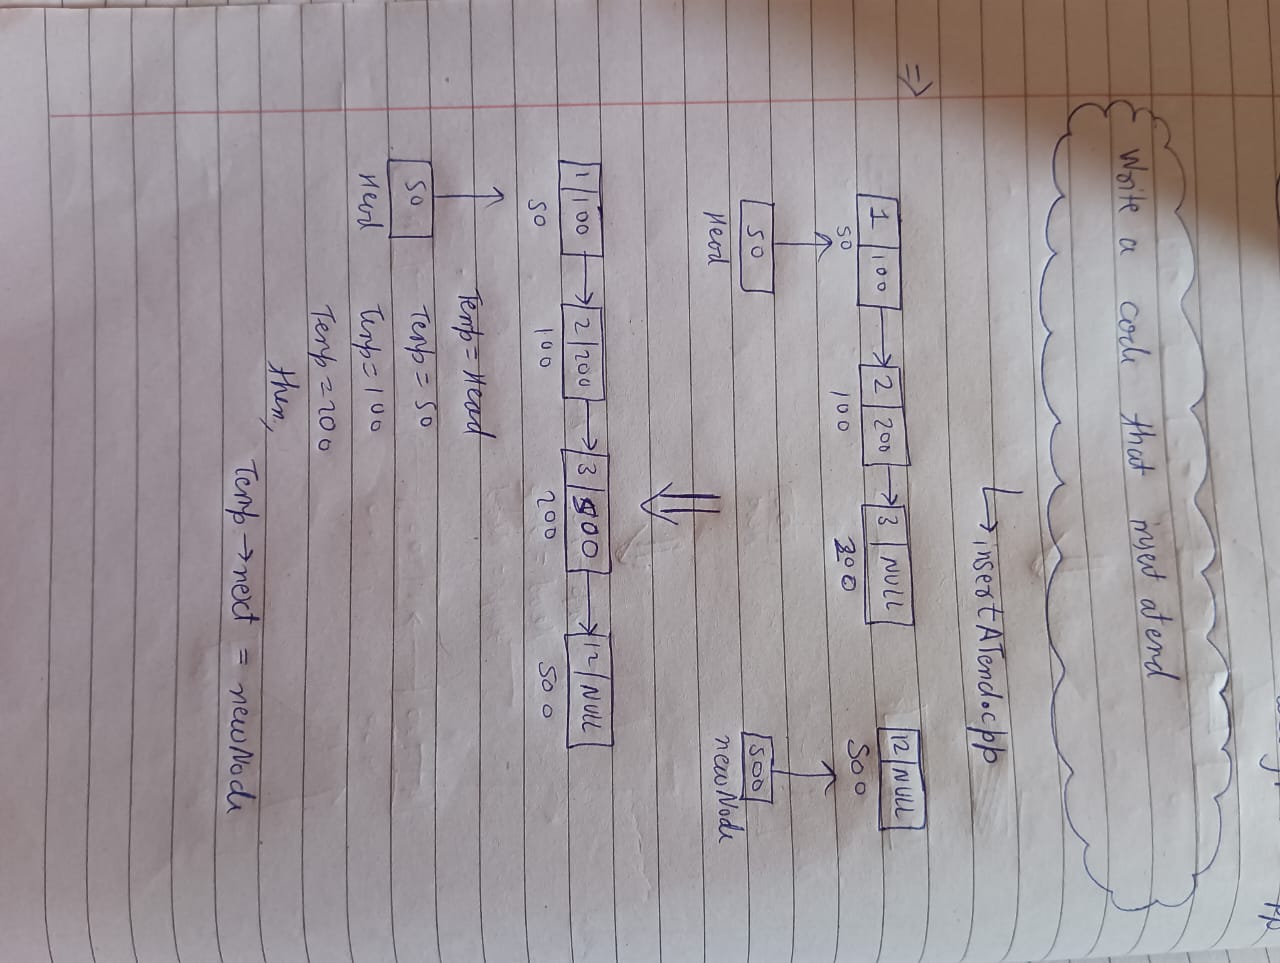 Write a code that insert at end
↳ insertATend.cpp
⇒ 1 | 100 → 2 | 200 → 3 | NULL 12 | NULL
50 100 200 500
50 500
Head newNode
1 | 100 → 2 | 200 → 3 | 500 → 12 | NULL
50 100 200 500
Temp = Head
50 Temp = 50
Head Temp = 100
Temp = 200
then,
Temp → next = newNode